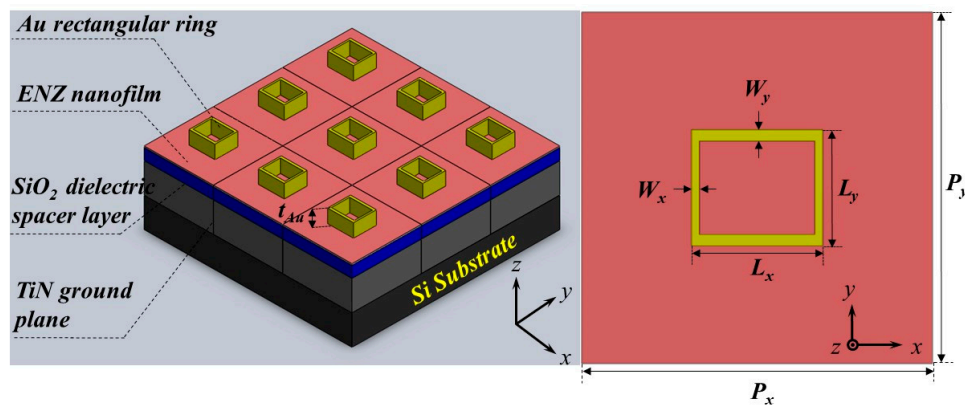 Au rectangular ring
ENZ nanofilm
SiO2 dielectric
spacer layer
TiN ground
plane
tAu
Si Substrate
z
y
x
Wy
Wx
Ly
Lx
Py
y
z
x
Px